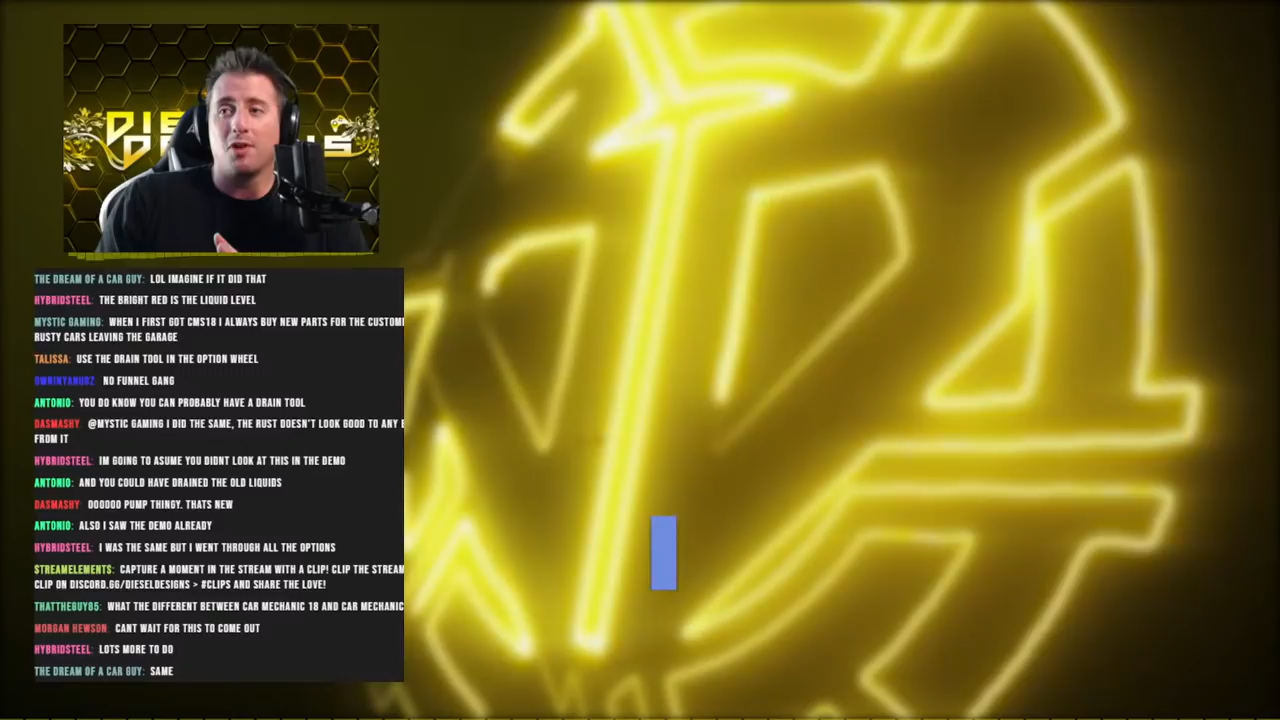 THE DREAM OF A CAR GUY: LOL IMAGINE IF IT DID THAT
HYBRIDSTEEL: THE BRIGHT RED IS THE LIQUID LEVEL
MYSTIC GAMING: WHEN I FIRST GOT CMS18 I ALWAYS BUY NEW PARTS FOR THE CUSTOME
RUSTY CARS LEAVING THE GARAGE
TALISSA: USE THE DRAIN TOOL IN THE OPTION WHEEL
NO FUNNEL GANG
ANTONIO: YOU DO KNOW YOU CAN PROBABLY HAVE A DRAIN TOOL
DASMASHY: @MYSTIC GAMING I DID THE SAME, THE RUST DOESN'T LOOK GOOD TO ANY
FROM IT
HYBRIDSTEEL: IM GOING TO ASUME YOU DIDNT LOOK AT THIS IN THE DEMO
ANTONIO: AND YOU COULD HAVE DRAINED THE OLD LIQUIDS
DASMASHY: OOOOOO PUMP THINGY. THATS NEW
ANTONIO: ALSO I SAW THE DEMO ALREADY
HYBRIDSTEEL: I WAS THE SAME BUT I WENT THROUGH ALL THE OPTIONS
STREAMELEMENTS: CAPTURE A MOMENT IN THE STREAM WITH A CLIP! CLIP THE STREAM
CLIP ON DISCORD.GG/DIESELDESIGNS > #CLIPS AND SHARE THE LOVE!
THATTHEGUY85: WHAT THE DIFFERENT BETWEEN CAR MECHANIC 18 AND CAR MECHANIC
MORGAN HEWSON: CANT WAIT FOR THIS TO COME OUT
HYBRIDSTEEL: LOTS MORE TO DO
THE DREAM OF A CAR GUY: SAME